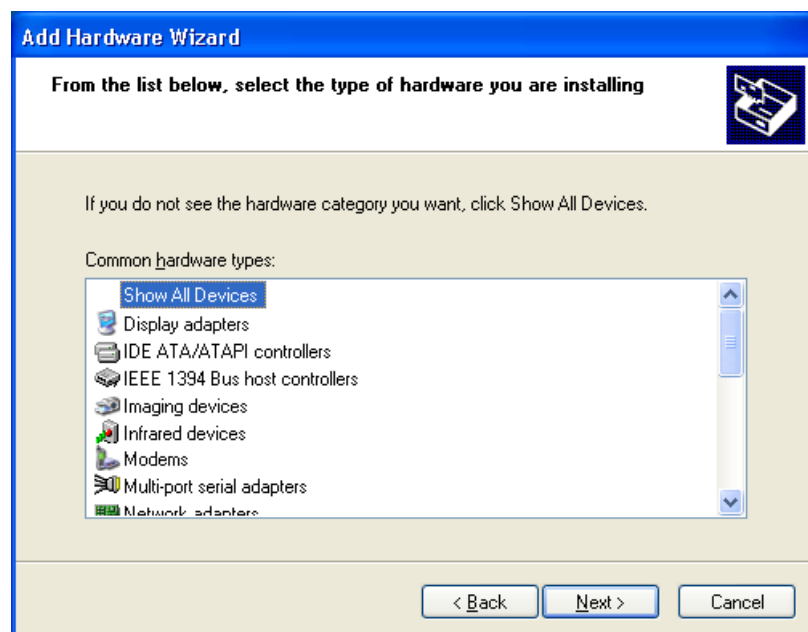 Add Hardware Wizard
From the list below, select the type of hardware you are installing
If you do not see the hardware category you want, click Show All Devices.
Common hardware types:
Show All Devices
Display adapters
IDE ATA/ATAPI controllers
IEEE 1394 Bus host controllers
Imaging devices
Infrared devices
Modems
Multi-port serial adapters
Network adapters
< Back Next > Cancel